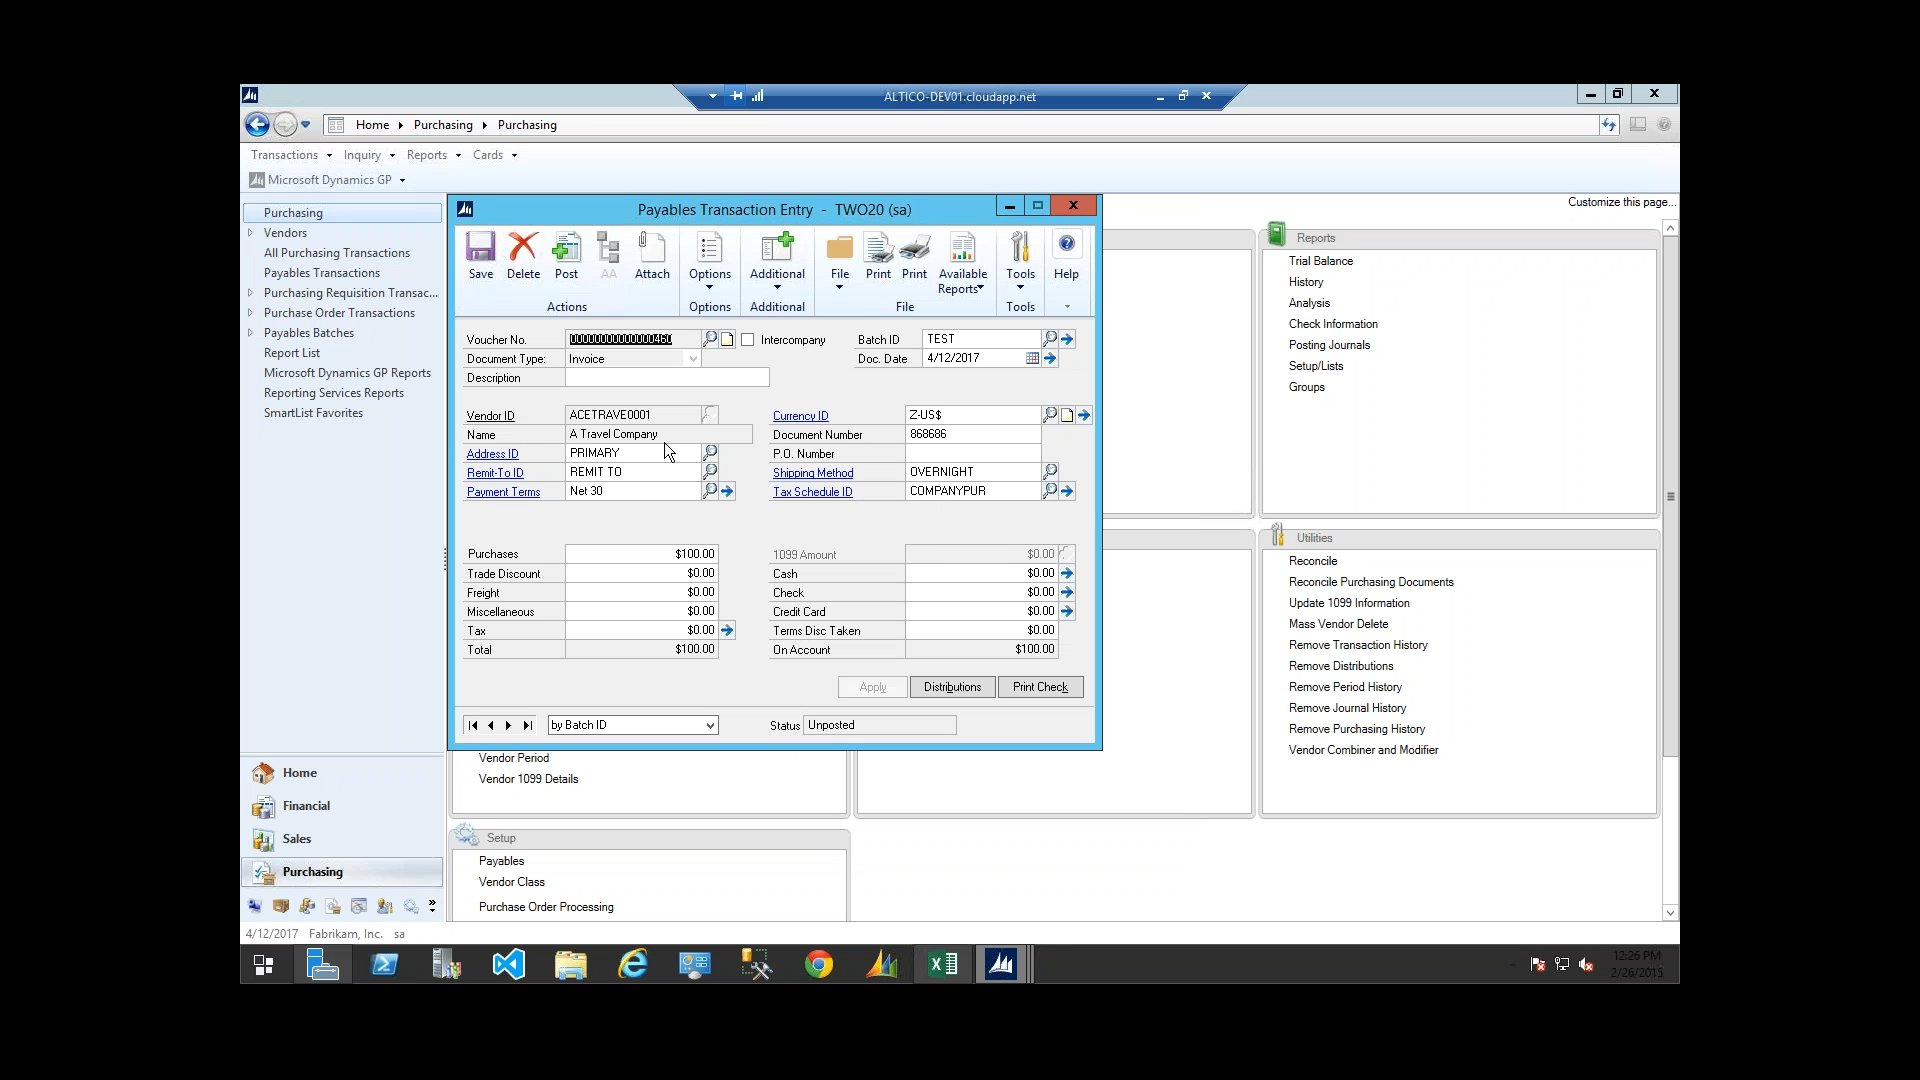 ALTICO-DEV01.cloudapp.net
Home Purchasing Purchasing
Transactions Inquiry Reports Cards
Microsoft Dynamics GP
Customize this page...
Purchasing
Vendors
All Purchasing Transactions
Payables Transactions
Purchasing Requisition Transac...
Purchase Order Transactions
Payables Batches
Report List
Microsoft Dynamics GP Reports
Reporting Services Reports
SmartList Favorites
Home
Financial
Sales
Purchasing
4/12/2017 Fabrikam, Inc. sa
Payables Transaction Entry - TWO20 (sa)
Save Delete Post AA Attach Options Additional File Print Print Available Reports Tools Help
Actions Options Additional File Tools
Voucher No. Intercompany Batch ID TEST
Document Type: Invoice Doc. Date 4/12/2017
Description
Vendor ID ACETRAVE0001 Currency ID Z-US$
Name A Travel Company Document Number 868686
Address ID PRIMARY P.O. Number
Remit-To ID REMIT TO Shipping Method OVERNIGHT
Payment Terms Net 30 Tax Schedule ID COMPANYPUR
Purchases $100.00 1099 Amount $0.00
Trade Discount $0.00 Cash $0.00
Freight $0.00 Check $0.00
Miscellaneous $0.00 Credit Card $0.00
Tax $0.00 Terms Disc Taken $0.00
Total $100.00 On Account $100.00
Apply Distributions Print Check
by Batch ID Status Unposted
Vendor Period
Vendor 1099 Details
Setup
Payables
Vendor Class
Purchase Order Processing
Reports
Trial Balance
History
Analysis
Check Information
Posting Journals
Setup/Lists
Groups
Utilities
Reconcile
Reconcile Purchasing Documents
Update 1099 Information
Mass Vendor Delete
Remove Transaction History
Remove Distributions
Remove Period History
Remove Journal History
Remove Purchasing History
Vendor Combiner and Modifier
12:26 PM
2/26/2015